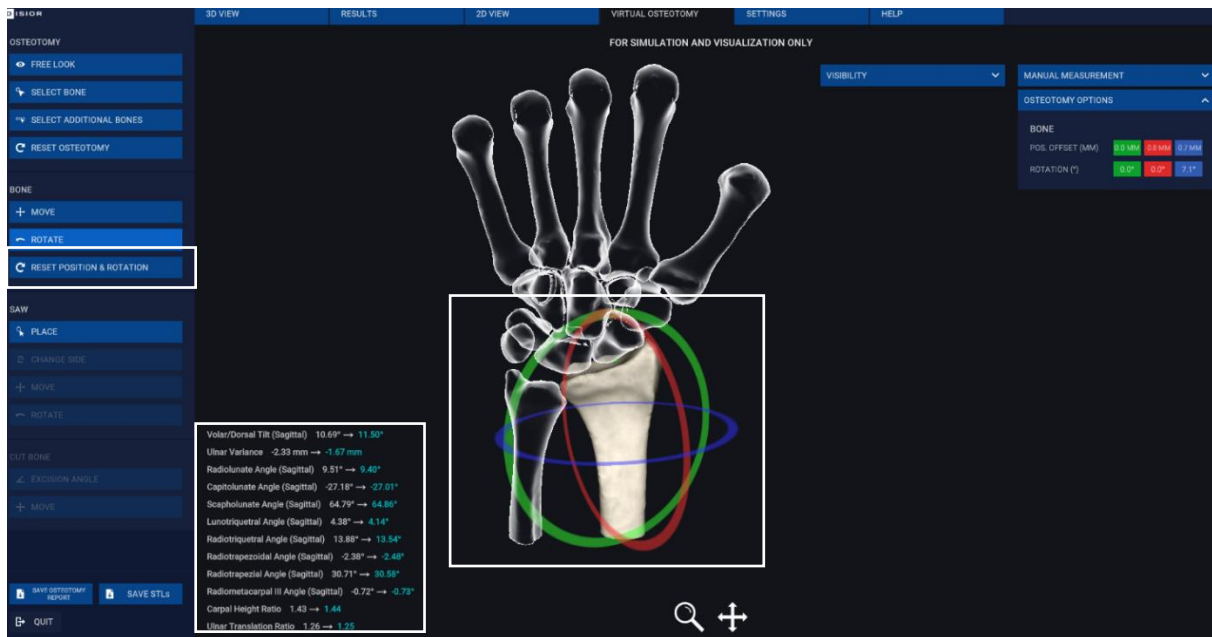 DISIOR
3D VIEW RESULTS 2D VIEW VIRTUAL OSTEOTOMY SETTINGS HELP
FOR SIMULATION AND VISUALIZATION ONLY
OSTEOTOMY
FREE LOOK
SELECT BONE
SELECT ADDITIONAL BONES
RESET OSTEOTOMY
BONE
MOVE
ROTATE
RESET POSITION & ROTATION
SAW
PLACE
CHANGE SIDE
MOVE
ROTATE
CUT BONE
EXCISION ANGLE
MOVE
SAVE OSTEOTOMY
REPORT
SAVE STLs
QUIT
VISIBILITY
MANUAL MEASUREMENT
OSTEOTOMY OPTIONS
BONE
POS. OFFSET (MM) 0.0 MM -0.8 MM 0.7 MM
ROTATION (°) 0.0° 0.0° 7.1°
Volar/Dorsal Tilt (Sagittal) 10.69° → 11.50°
Ulnar Variance -2.33 mm → -1.67 mm
Radiolunate Angle (Sagittal) 9.51° → 9.40°
Capitolunate Angle (Sagittal) -27.18° → -27.01°
Scapholunate Angle (Sagittal) 64.79° → 64.86°
Lunotriquetral Angle (Sagittal) 4.38° → 4.14°
Radiotriquetral Angle (Sagittal) 13.88° → 13.54°
Radiotrapezoidal Angle (Sagittal) -2.38° → -2.48°
Radiotrapezial Angle (Sagittal) 30.71° → 30.58°
Radiometacarpal III Angle (Sagittal) -0.72° → -0.73°
Carpal Height Ratio 1.43 → 1.44
Ulnar Translation Ratio 1.26 → 1.25